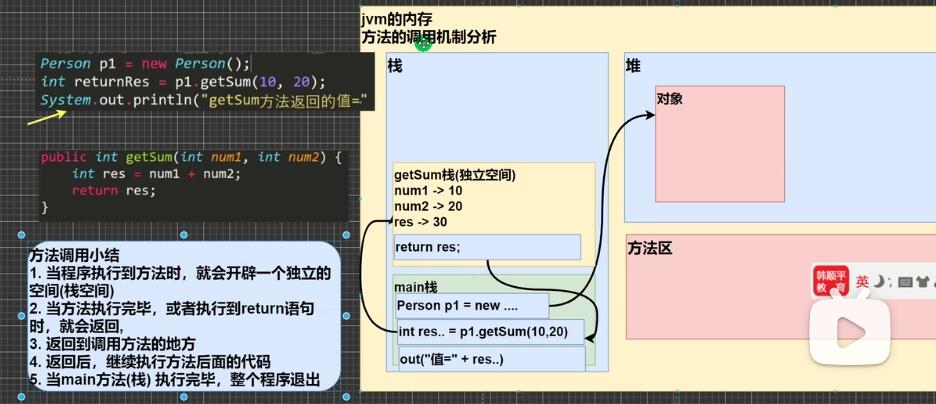 jvm的内存
方法的调用机制分析
Person p1 = new Person();
int returnRes = p1.getSum(10, 20);
System.out.println("getSum方法返回的值="
public int getSum(int num1, int num2) {
int res = num1 + num2;
return res;
}
方法调用小结
1. 当程序执行到方法时，就会开辟一个独立的
空间(栈空间)
2. 当方法执行完毕，或者执行到return语句
时，就会返回,
3. 返回到调用方法的地方
4. 返回后，继续执行方法后面的代码
5. 当main方法(栈) 执行完毕，整个程序退出
栈
getSum栈(独立空间)
num1 -> 10
num2 -> 20
res -> 30
return res;
main栈
Person p1 = new ....
int res.. = p1.getSum(10,20)
out("值=" + res..)
堆
对象
方法区
韩顺平
教育
英